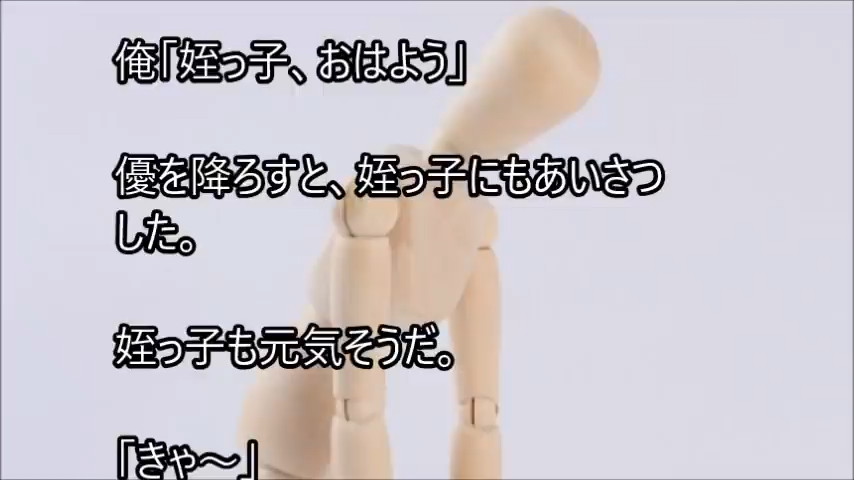 俺「姪っ子、おはよう」
優を降ろすと、姪っ子にもあいさつ
した。
姪っ子も元気そうだ。
「きゃ～」